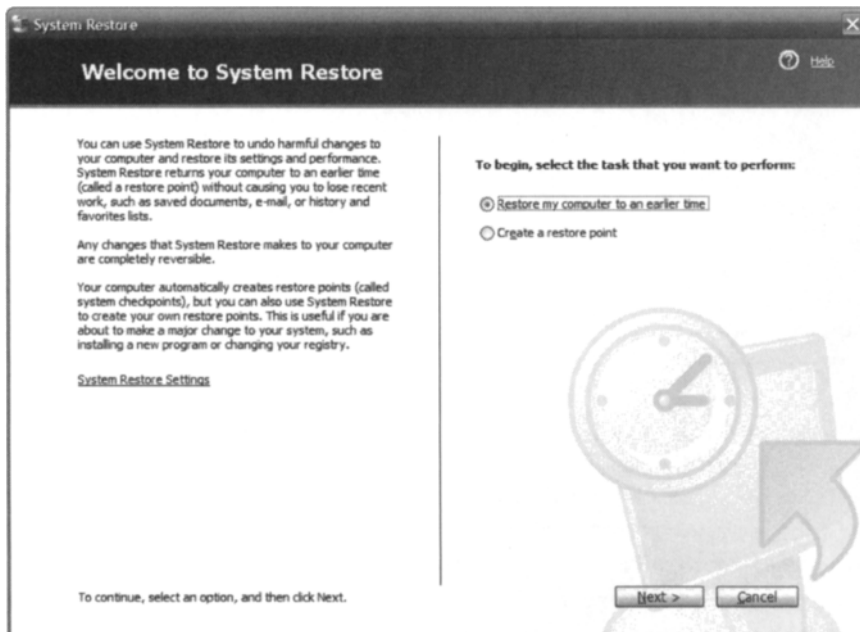 System Restore
Welcome to System Restore
Help
You can use System Restore to undo harmful changes to
your computer and restore its settings and performance.
System Restore returns your computer to an earlier time
(called a restore point) without causing you to lose recent
work, such as saved documents, e-mail, or history and
favorites lists.
Any changes that System Restore makes to your computer
are completely reversible.
Your computer automatically creates restore points (called
system checkpoints), but you can also use System Restore
to create your own restore points. This is useful if you are
about to make a major change to your system, such as
installing a new program or changing your registry.
System Restore Settings
To continue, select an option, and then click Next.
To begin, select the task that you want to perform:
Restore my computer to an earlier time
Create a restore point
Next >
Cancel